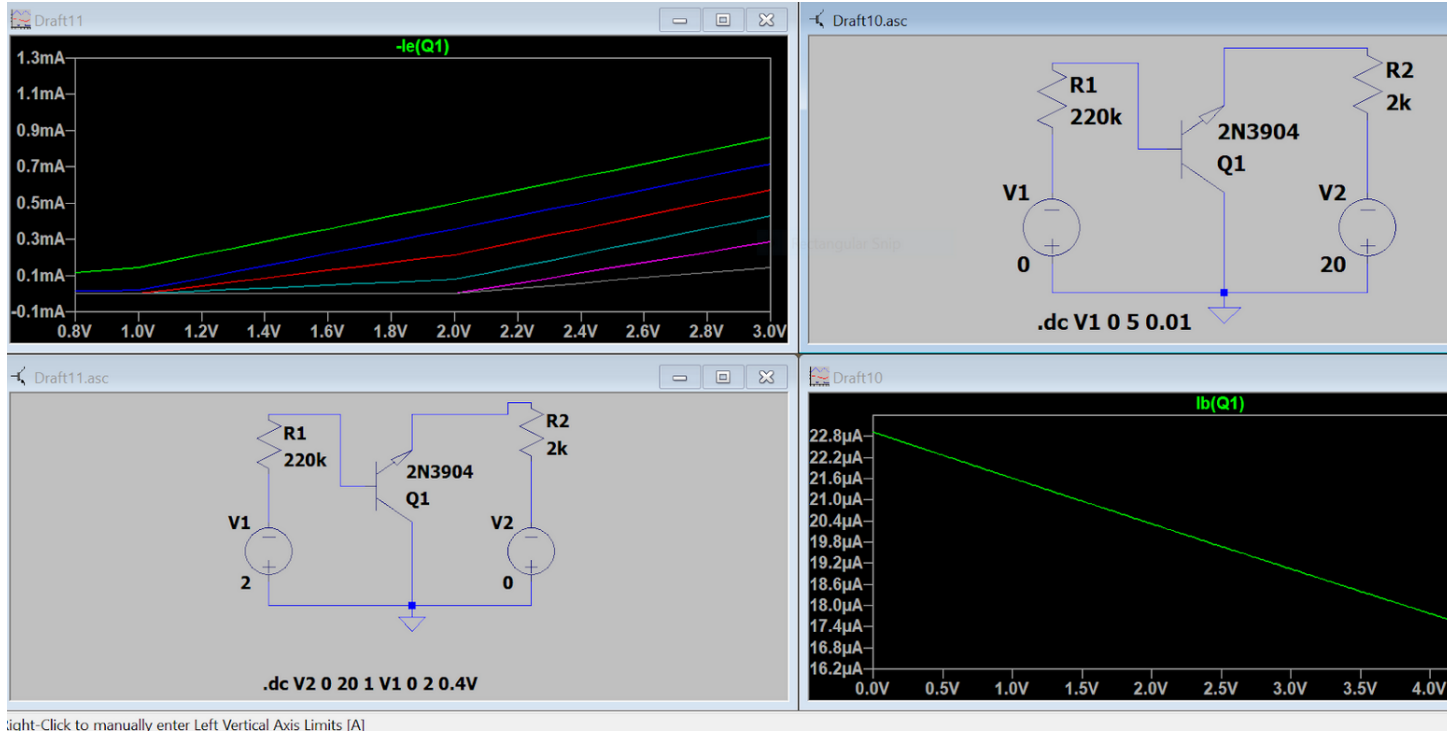 Draft11
-Ie(Q1)
1.3mA
1.1mA
0.9mA
0.7mA
0.5mA
0.3mA
0.1mA
-0.1mA
0.8V 1.0V 1.2V 1.4V 1.6V 1.8V 2.0V 2.2V 2.4V 2.6V 2.8V 3.0V
Draft10.asc
R1
220k
R2
2k
2N3904
Q1
V1
0
V2
20
.dc V1 0 5 0.01
Rectangular Snip
Draft11.asc
R1
220k
R2
2k
2N3904
Q1
V1
2
V2
0
.dc V2 0 20 1 V1 0 2 0.4V
Draft10
Ib(Q1)
22.8µA
22.2µA
21.6µA
21.0µA
20.4µA
19.8µA
19.2µA
18.6µA
18.0µA
17.4µA
16.8µA
16.2µA
0.0V 0.5V 1.0V 1.5V 2.0V 2.5V 3.0V 3.5V 4.0V
Right-Click to manually enter Left Vertical Axis Limits [A]